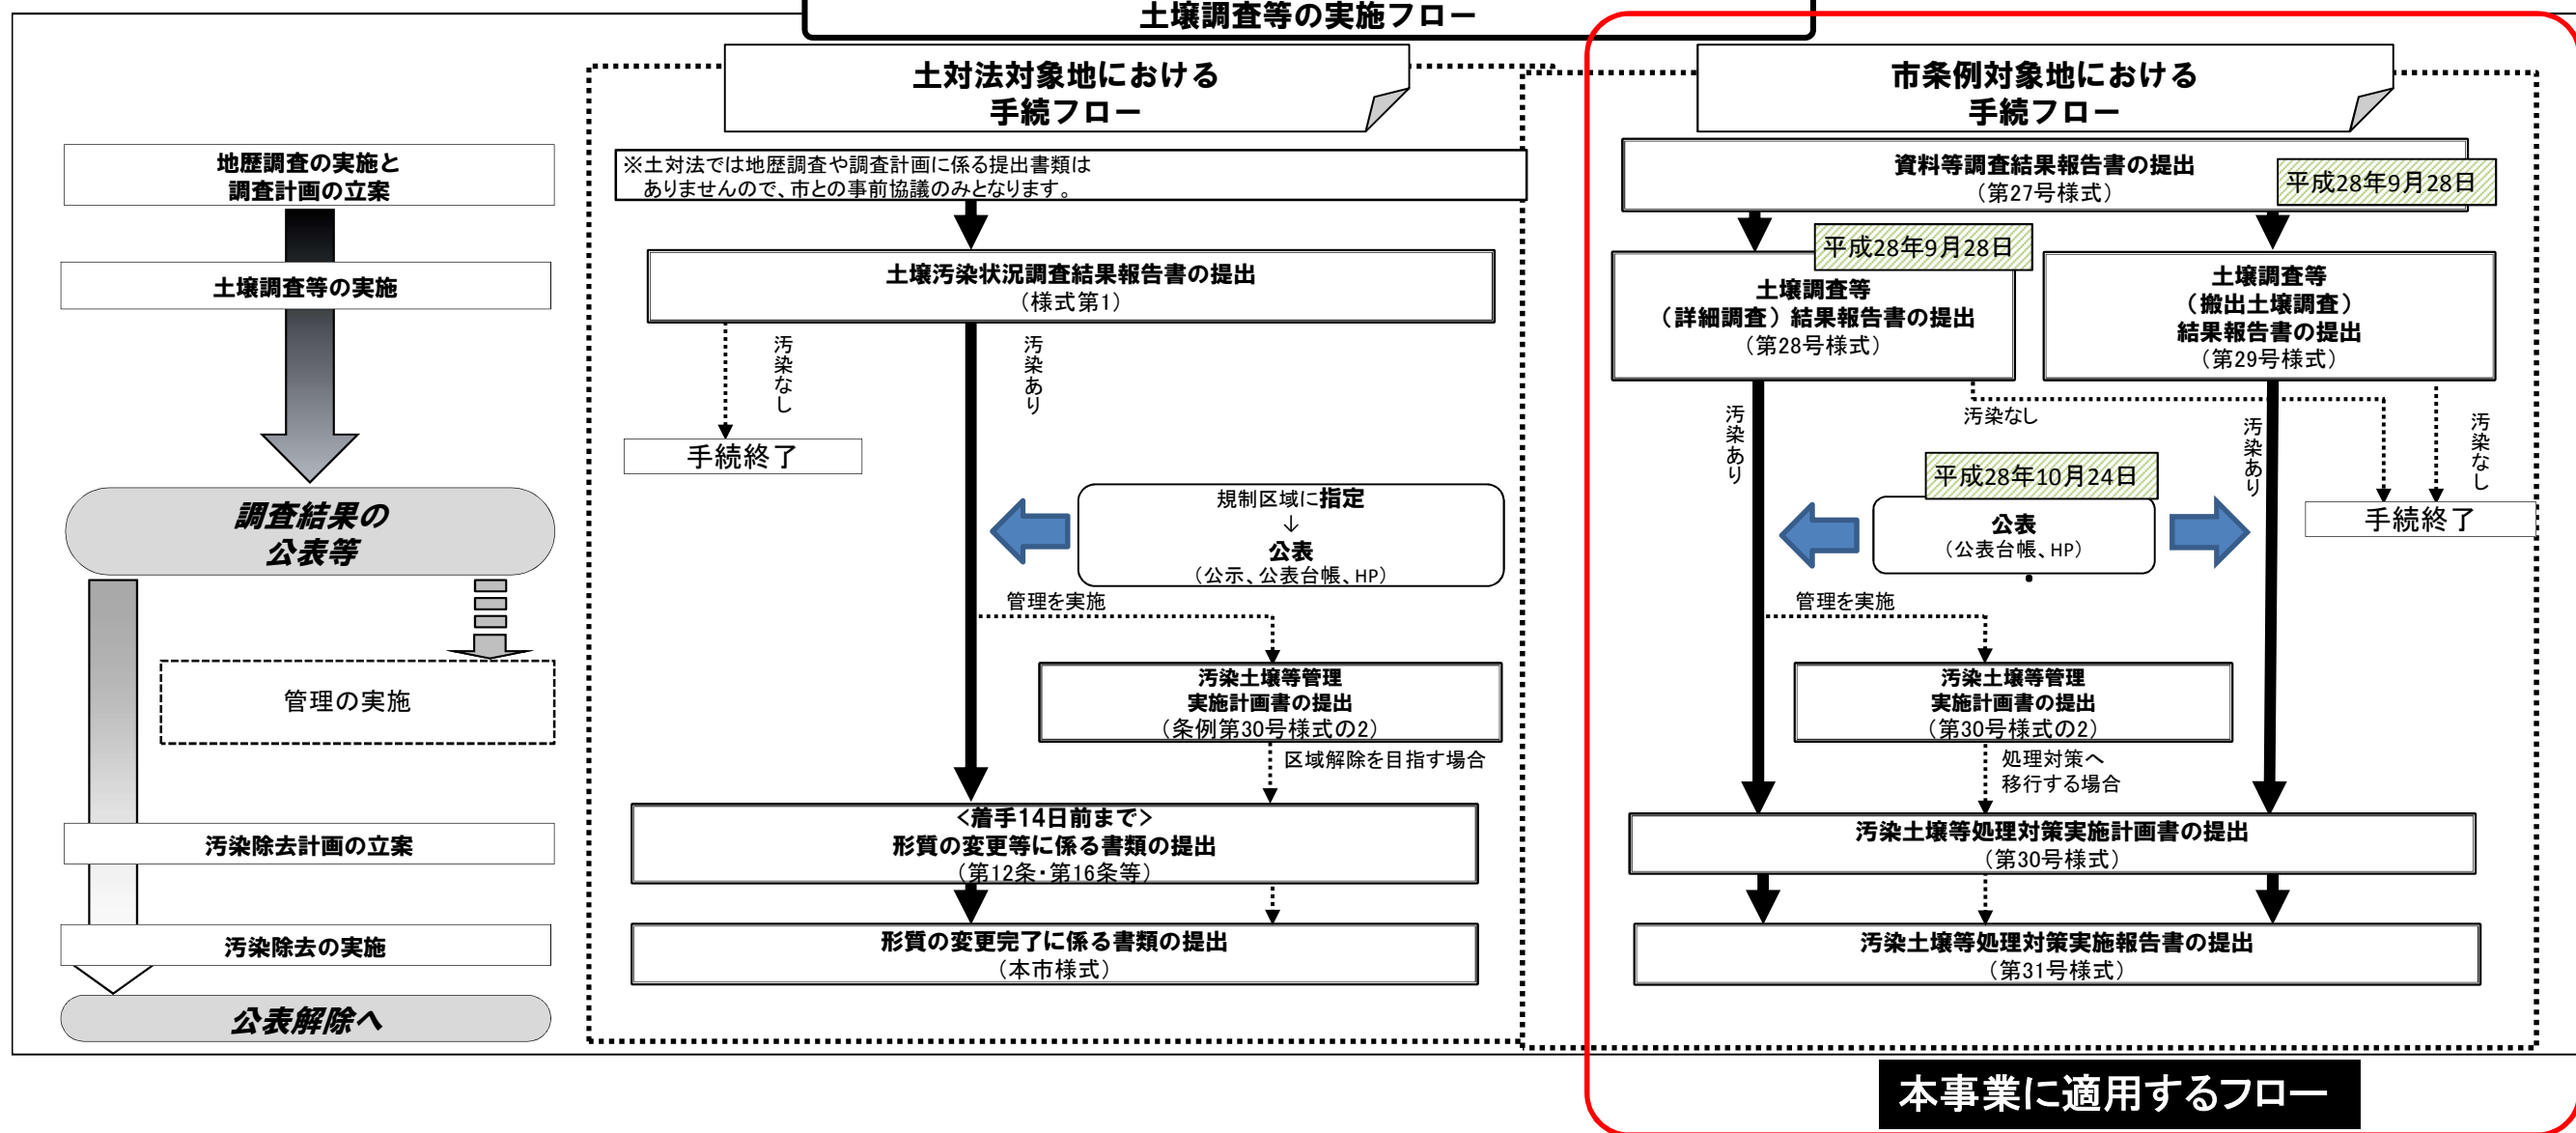 土壌調査等の実施フロー
土対法対象地における
手続フロー
市条例対象地における
手続フロー
地歴調査の実施と
調査計画の立案
土壌調査等の実施
調査結果の
公表等
管理の実施
汚染除去計画の立案
汚染除去の実施
公表解除へ
※土対法では地歴調査や調査計画に係る提出書類は
ありませんので、市との事前協議のみとなります。
土壌汚染状況調査結果報告書の提出
(様式第1)
汚染なし
汚染あり
手続終了
規制区域に指定
↓
公表
(公示、公表台帳、HP)
管理を実施
汚染土壌等管理
実施計画書の提出
(条例第30号様式の2)
区域解除を目指す場合
<着手14日前まで>
形質の変更等に係る書類の提出
(第12条・第16条等)
形質の変更完了に係る書類の提出
(本市様式)
資料等調査結果報告書の提出
(第27号様式)
平成28年9月28日
平成28年9月28日
土壌調査等
(詳細調査)結果報告書の提出
(第28号様式)
土壌調査等
(搬出土壌調査)
結果報告書の提出
(第29号様式)
汚染あり
汚染なし
汚染あり
汚染なし
手続終了
平成28年10月24日
公表
(公表台帳、HP)
管理を実施
汚染土壌等管理
実施計画書の提出
(第30号様式の2)
処理対策へ
移行する場合
汚染土壌等処理対策実施計画書の提出
(第30号様式)
汚染土壌等処理対策実施報告書の提出
(第31号様式)
本事業に適用するフロー